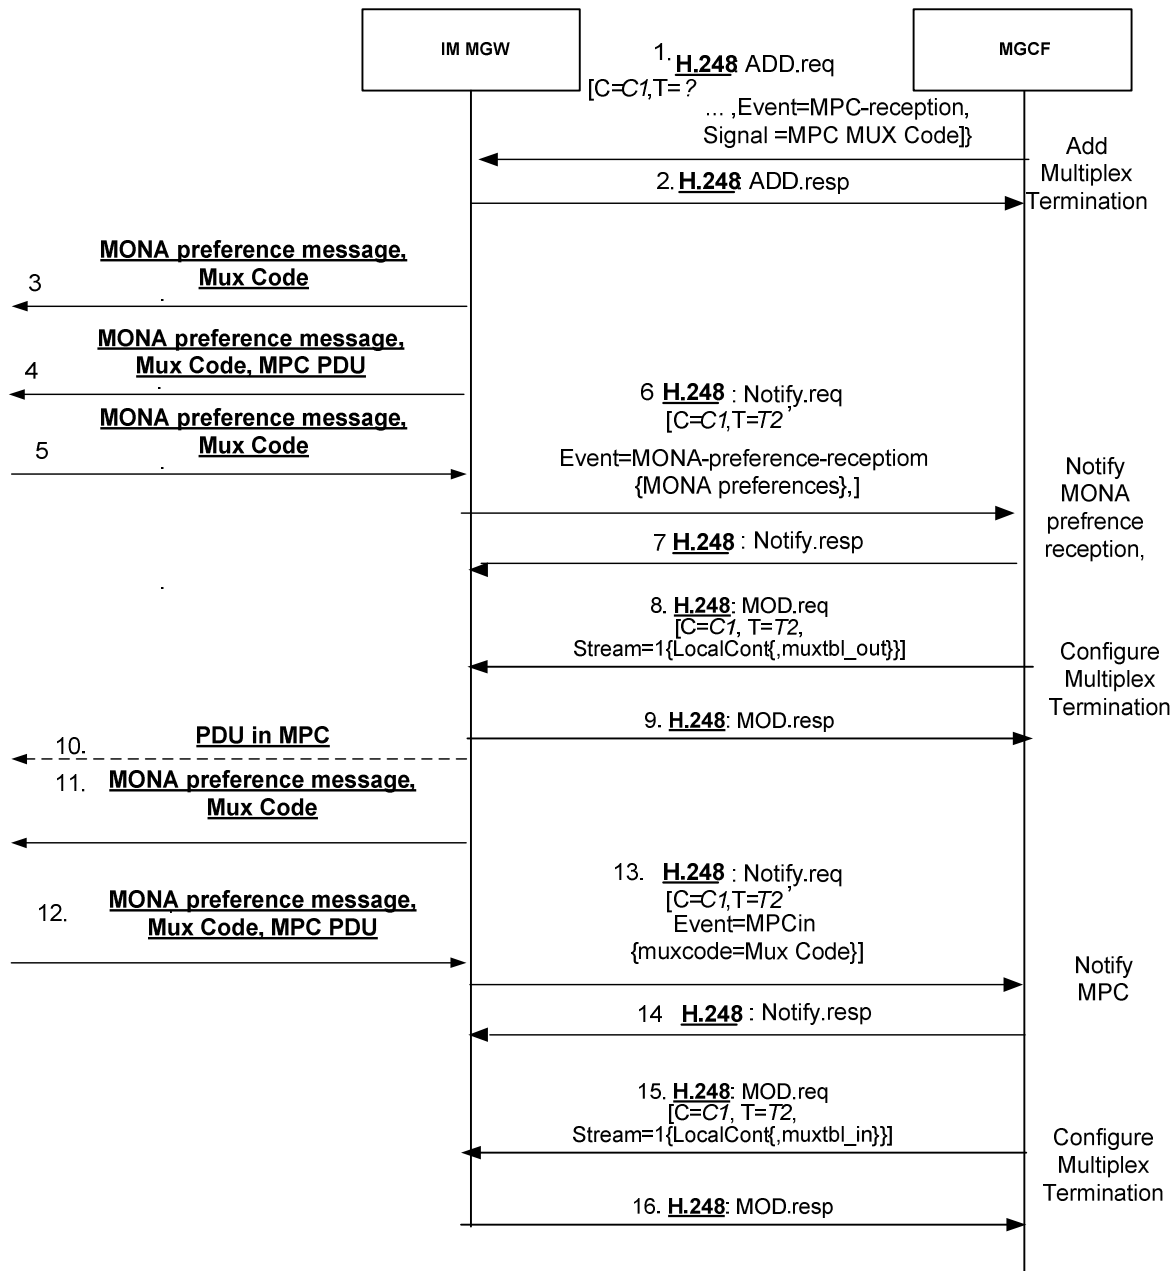 IM MGW
MGCF
1. H.248: ADD.req
[C=C1,T=?
... ,Event=MPC-reception,
Signal =MPC MUX Code]}
Add
Multiplex
Termination
2. H.248: ADD.resp
MONA preference message,
Mux Code
3
MONA preference message,
Mux Code, MPC PDU
4
MONA preference message,
Mux Code
5
6 H.248 : Notify.req
[C=C1,T=T2,
Event=MONA-preference-receptiom
{MONA preferences},]
Notify
MONA
prefrence
reception,
7 H.248 : Notify.resp
8. H.248: MOD.req
[C=C1, T=T2,
Stream=1{LocalCont{,muxtbl_out}}]
Configure
Multiplex
Termination
9. H.248: MOD.resp
10. PDU in MPC
11. MONA preference message,
Mux Code
12. MONA preference message,
Mux Code, MPC PDU
13. H.248 : Notify.req
[C=C1,T=T2,
Event=MPCin
{muxcode=Mux Code}]
Notify
MPC
14 H.248 : Notify.resp
15. H.248: MOD.req
[C=C1, T=T2,
Stream=1{LocalCont{,muxtbl_in}}]
Configure
Multiplex
Termination
16. H.248: MOD.resp